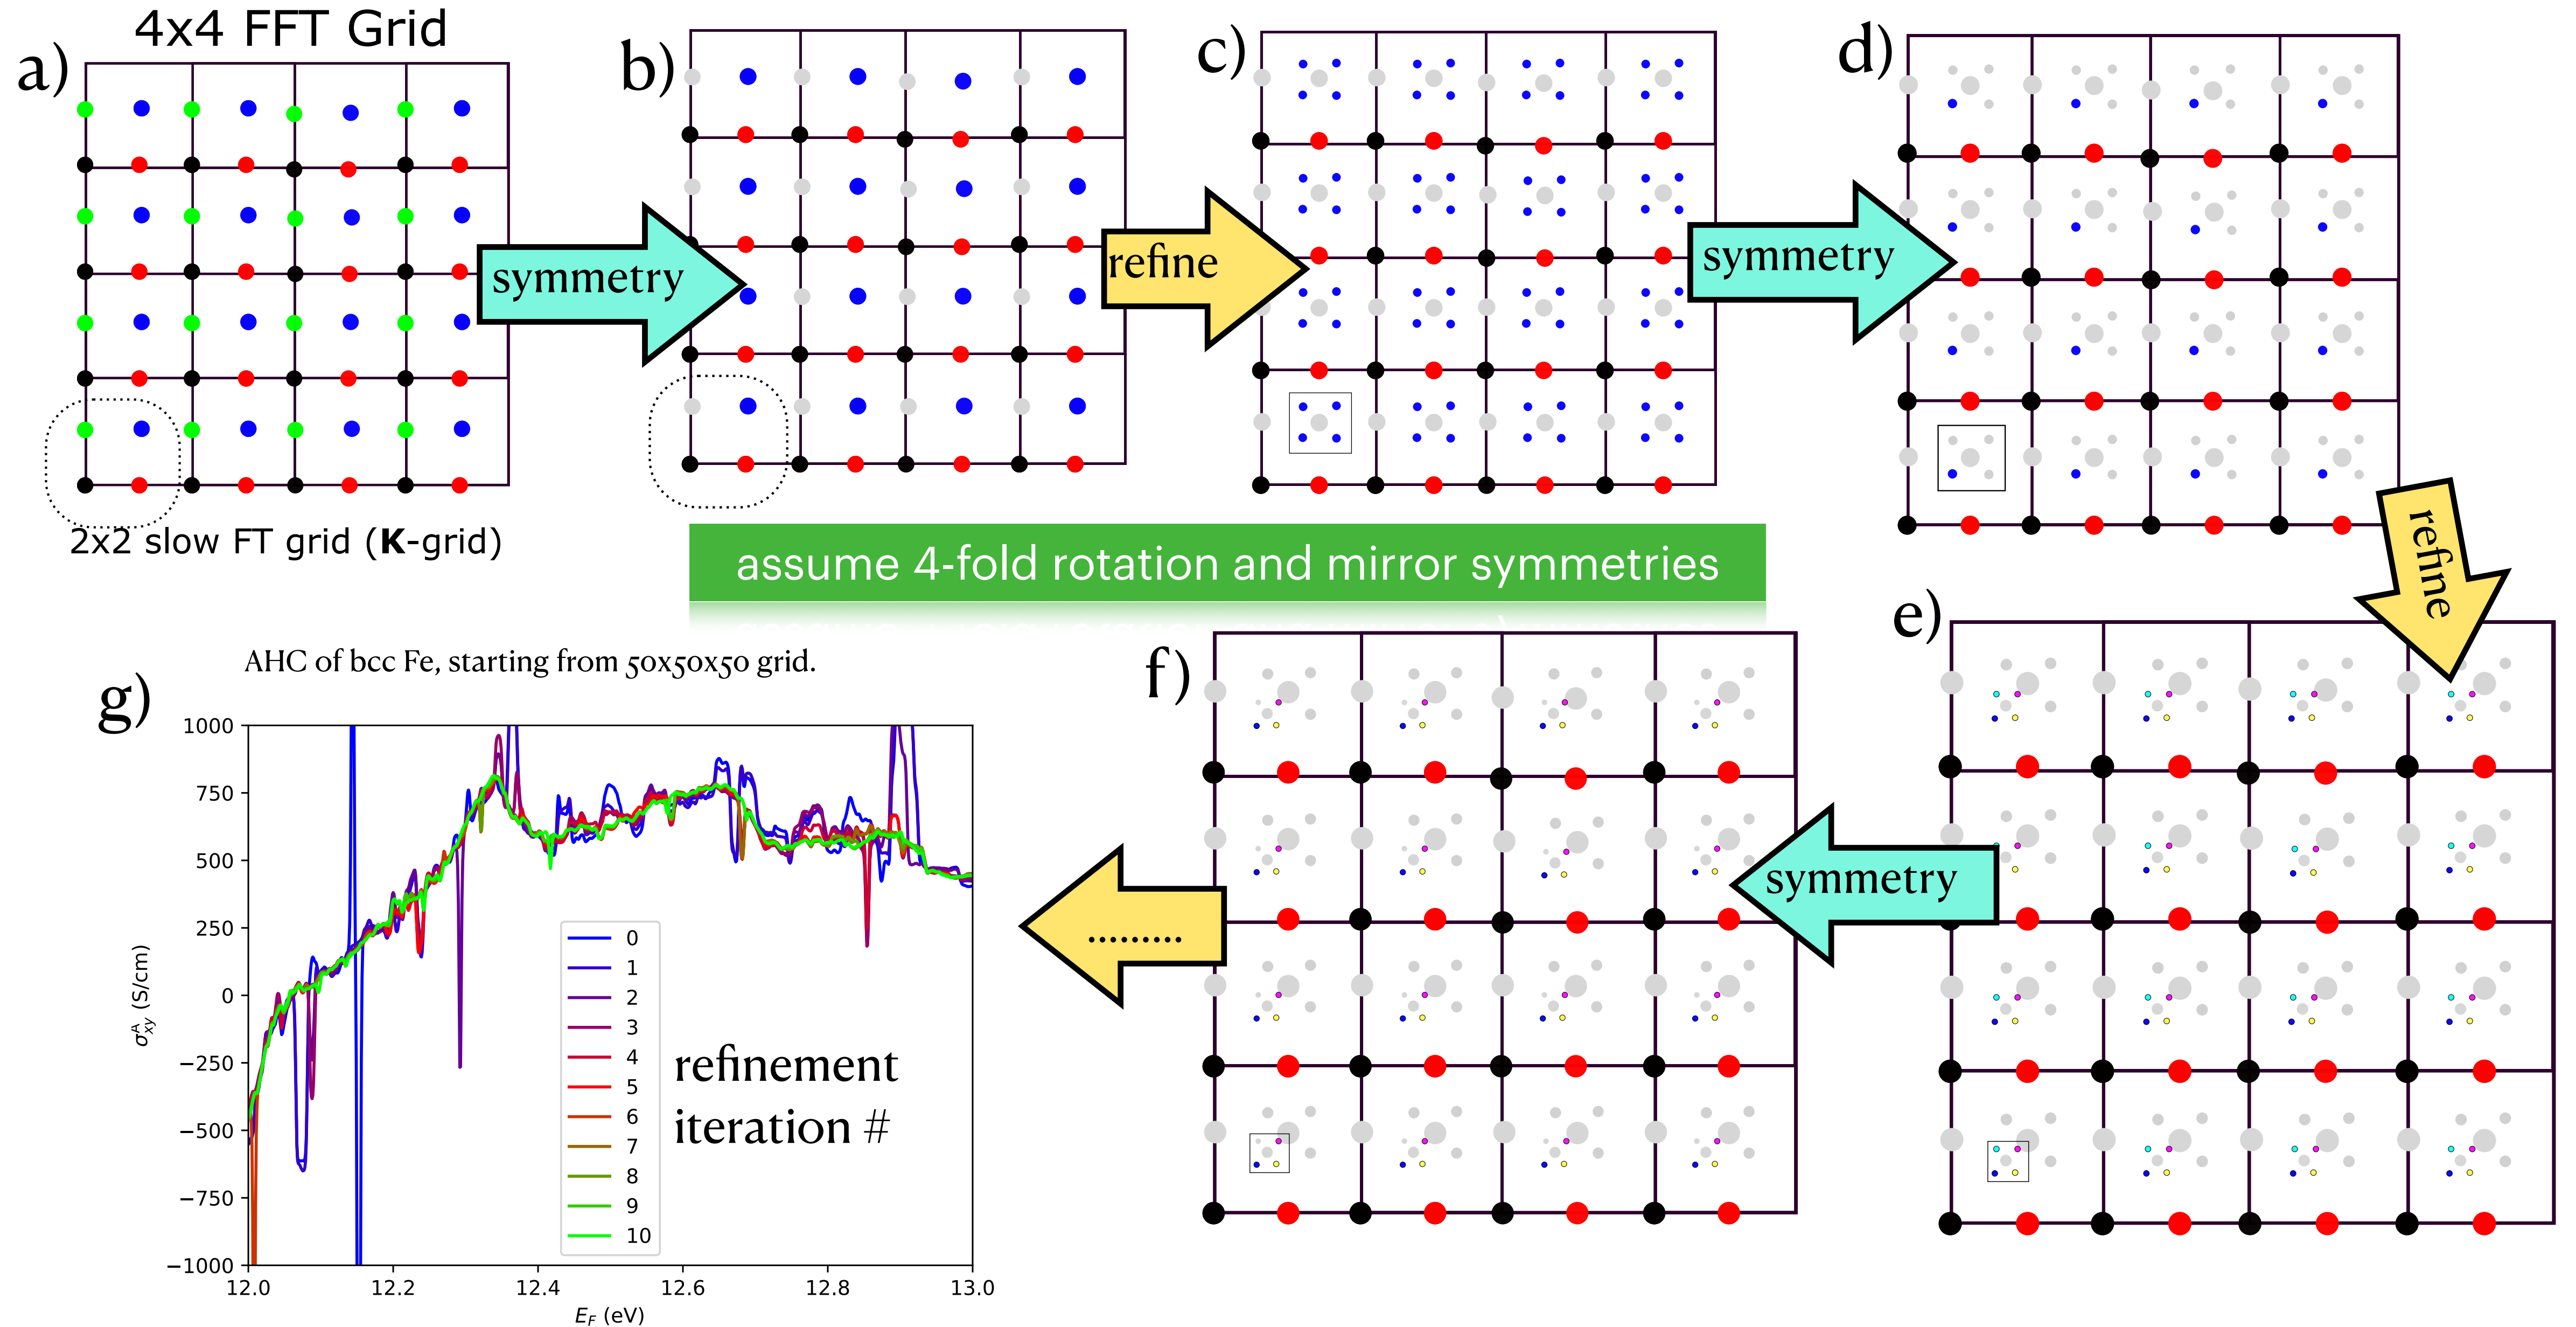 4x4 FFT Grid
a)
b)
c)
d)
symmetry
refine
symmetry
2x2 slow FT grid (K-grid)
assume 4-fold rotation and mirror symmetries
refine
e)
f)
symmetry
.........
AHC of bcc Fe, starting from 50x50x50 grid.
g)
1000
750
500
250
0
−250
−500
−750
−1000
σᴬxy (S/cm)
0
1
2
3
4
5
6
7
8
9
10
refinement
iteration #
12.0 12.2 12.4 12.6 12.8 13.0
EF (eV)